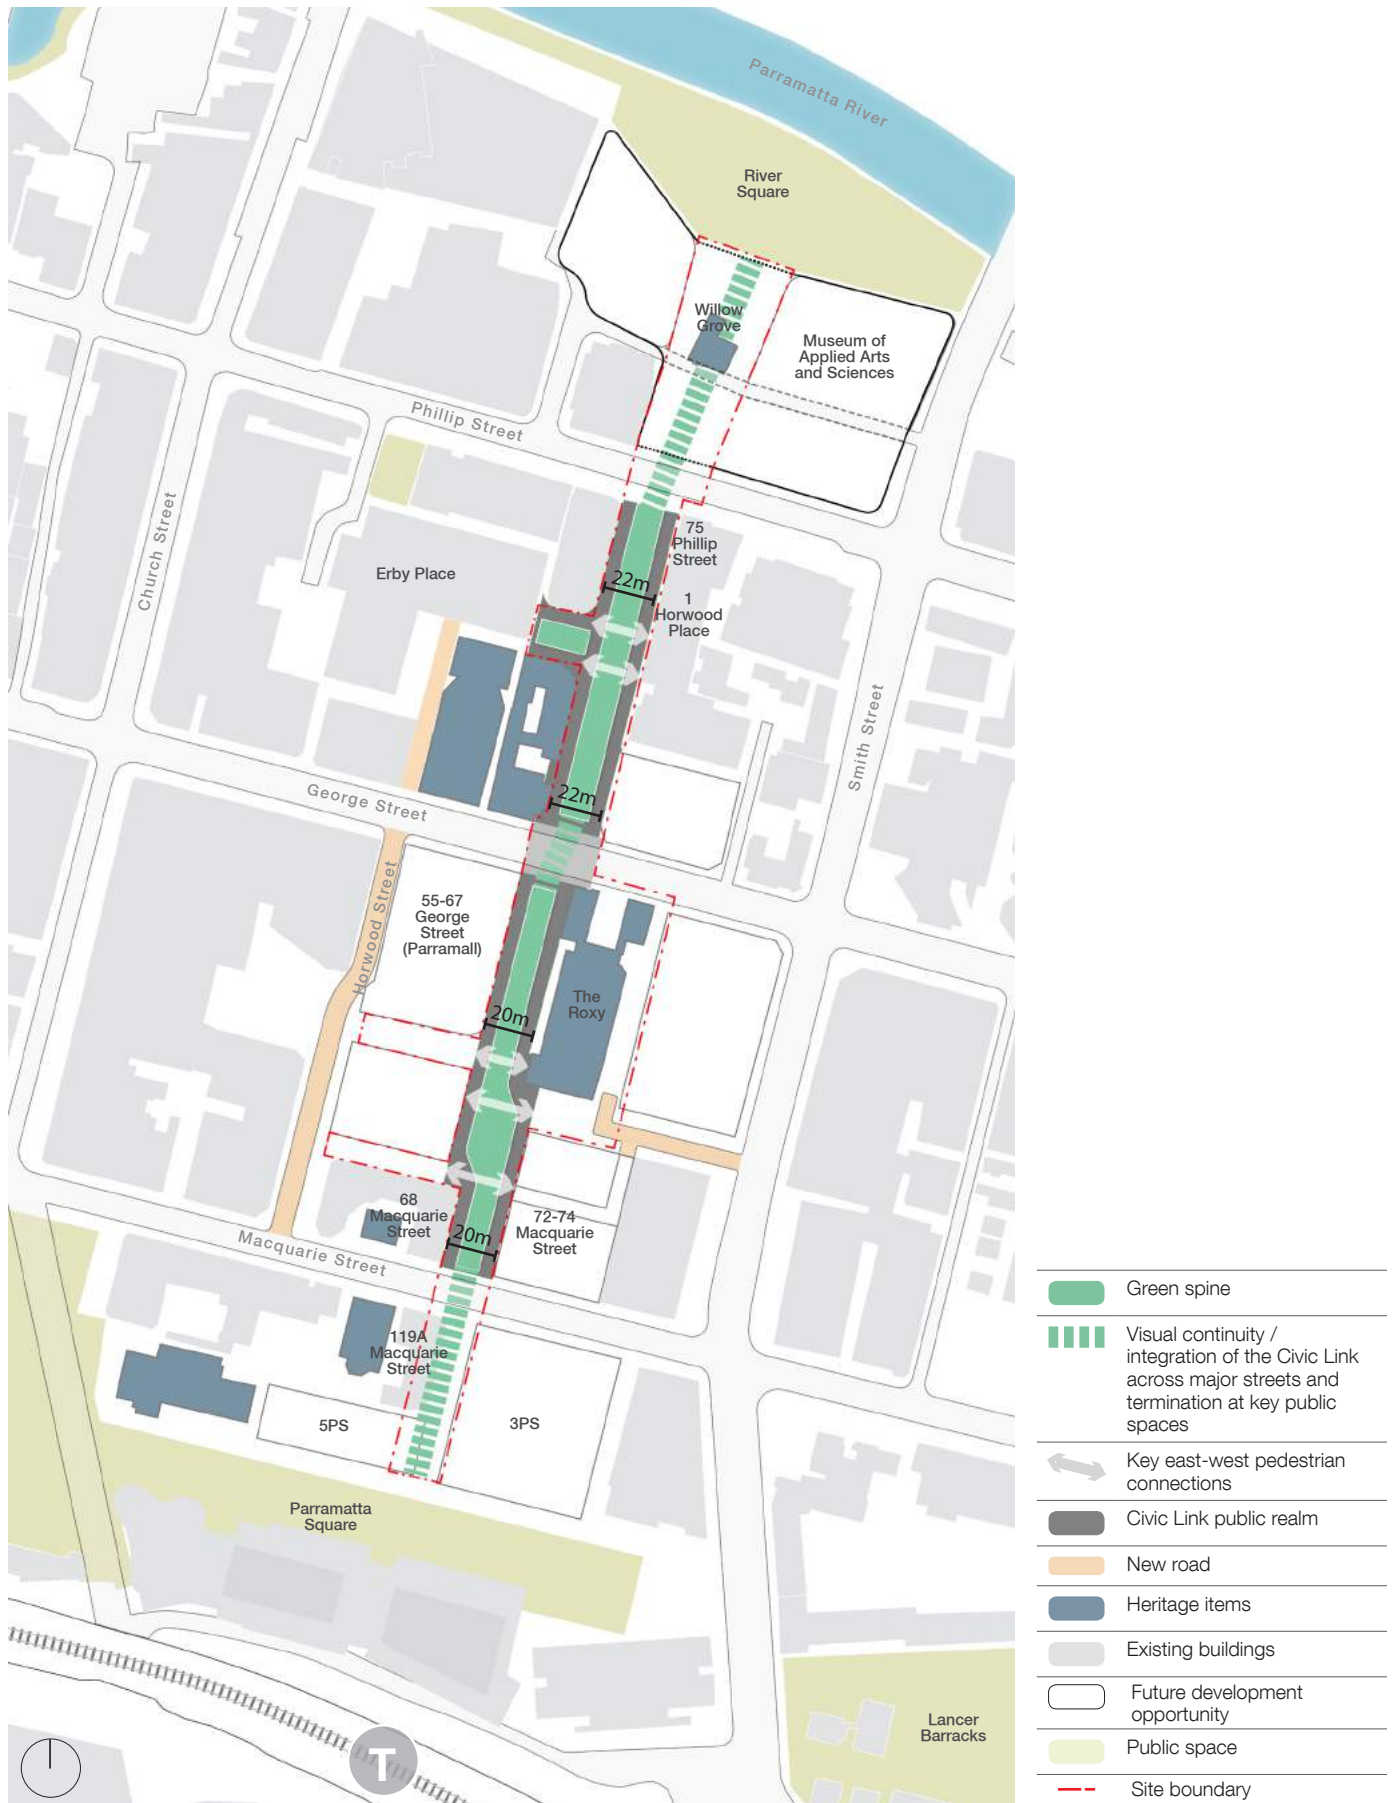 Parramatta River
River
Square
Willow
Grove
Museum of
Applied Arts
and Sciences
Phillip Street
Church Street
75
Phillip
Street
Erby Place
22m
1
Horwood
Place
Smith Street
22m
George Street
Horwood Street
55-67
George
Street
(Parramall)
The
Roxy
20m
68
Macquarie
Street
72-74
Macquarie
Street
20m
Macquarie Street
119A
Macquarie
Street
5PS
3PS
Parramatta
Square
Lancer
Barracks
T
Green spine
Visual continuity /
integration of the Civic Link
across major streets and
termination at key public
spaces
Key east-west pedestrian
connections
Civic Link public realm
New road
Heritage items
Existing buildings
Future development
opportunity
Public space
Site boundary